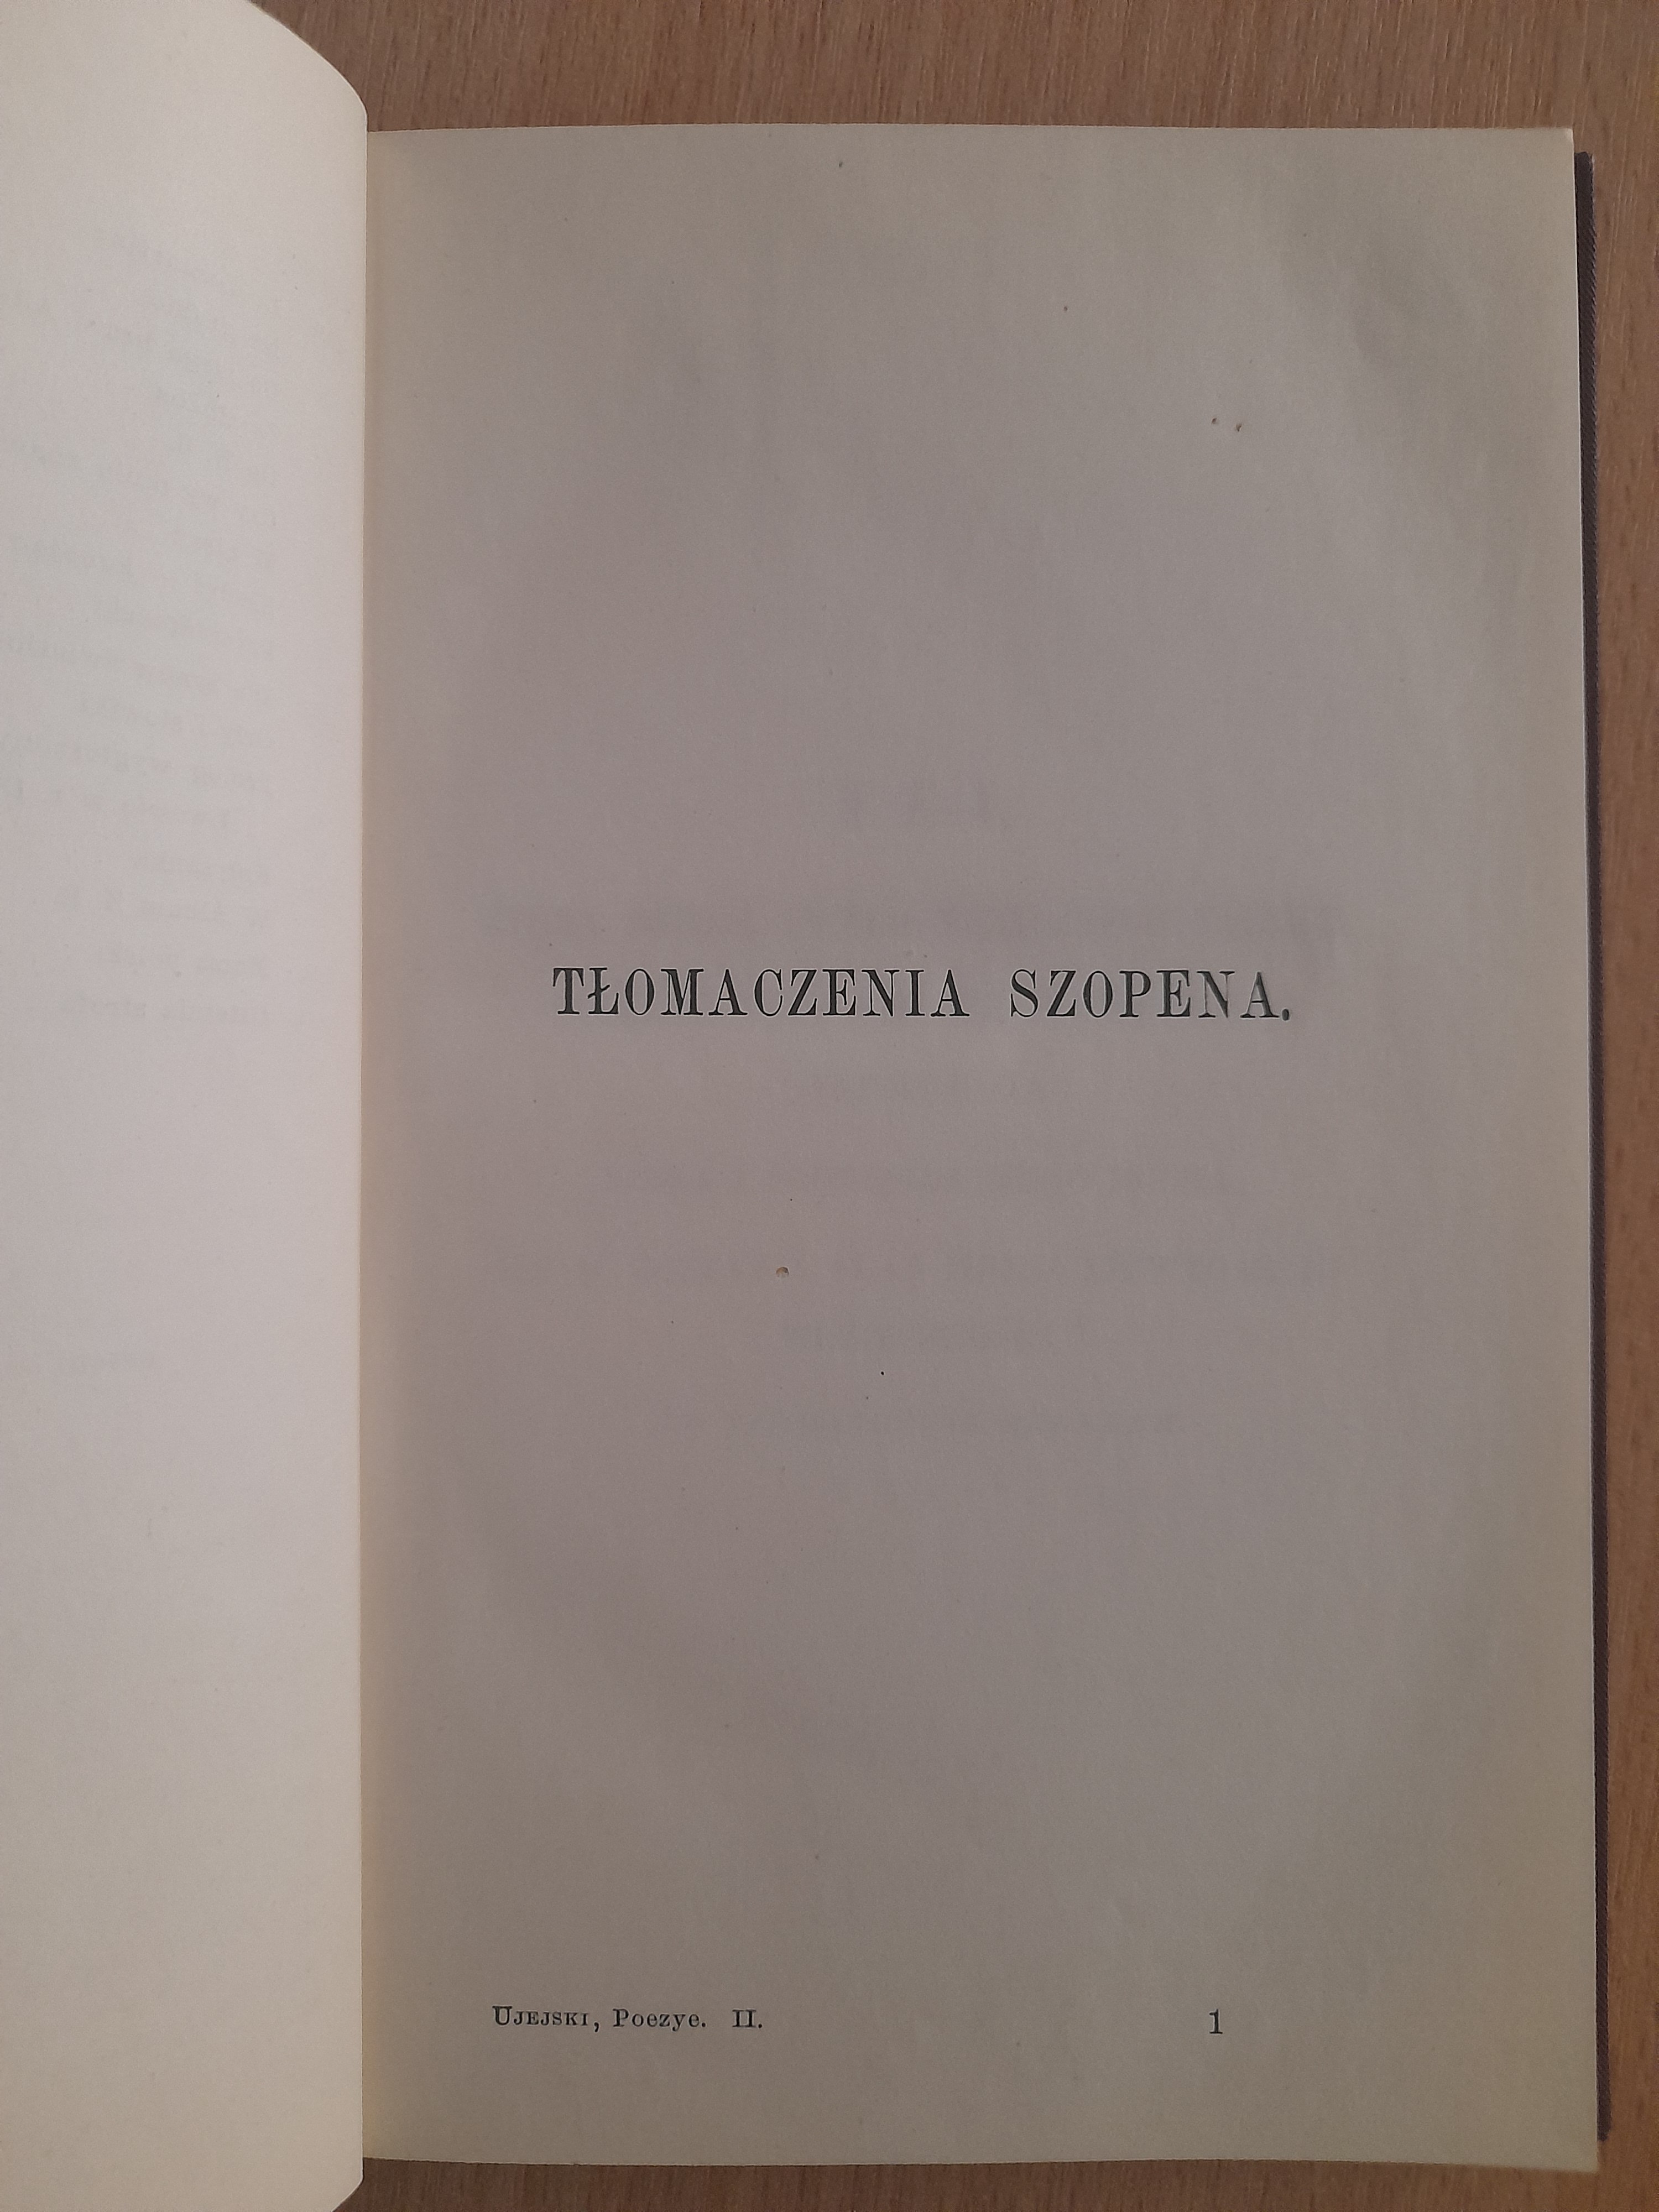 TŁOMACZENIA SZOPENA.
UJEJSKI, Poezye. II. 1